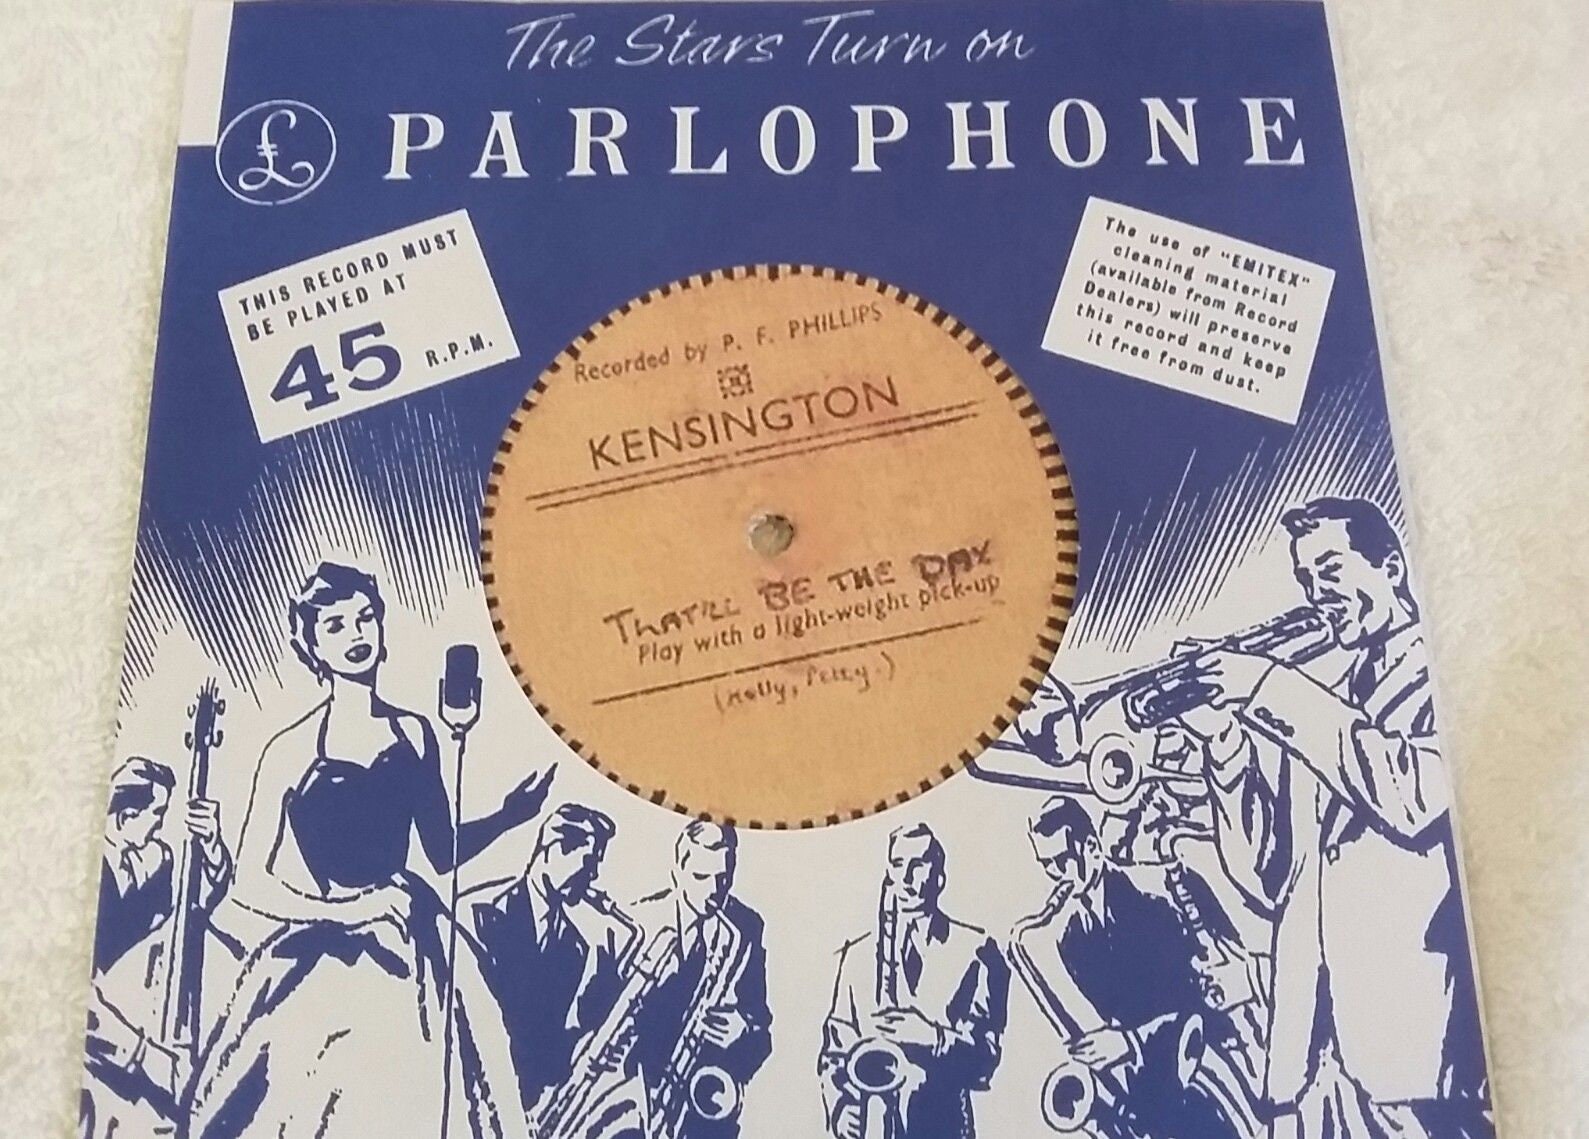 The Stars Turn on
£ PARLOPHONE
THIS RECORD MUST
BE PLAYED AT
45 R.P.M.
The use of "EMITEX"
cleaning material
(available from Record
Dealers) will preserve
this record and keep
it free from dust.
Recorded by P. F. PHILLIPS
KENSINGTON
THAT'LL BE THE DAY
Play with a light-weight pick-up
(Holly, Petty.)